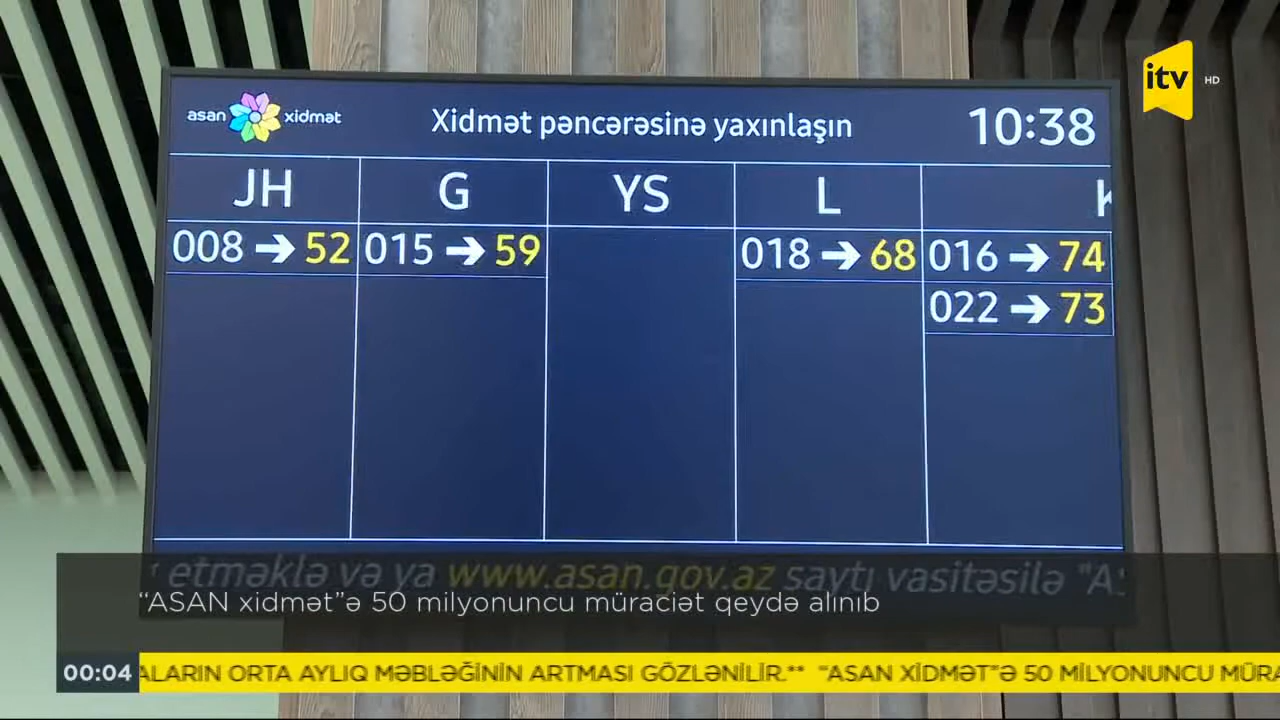 itv HD
asan xidmət
Xidmət pəncərəsinə yaxınlaşın
10:38
JH G YS L
008 → 52 015 → 59 018 → 68 016 → 74
022 → 73
etməklə və ya www.asan.gov.az saytı vasitəsilə
“ASAN xidmət”ə 50 milyonuncu müraciət qeydə alınıb
00:04 ORTA AYLIQ MƏBLƏĞİNİN ARTMASI GÖZLƏNİLİR.** "ASAN XİDMƏT"Ə 50 MİLYONUNCU